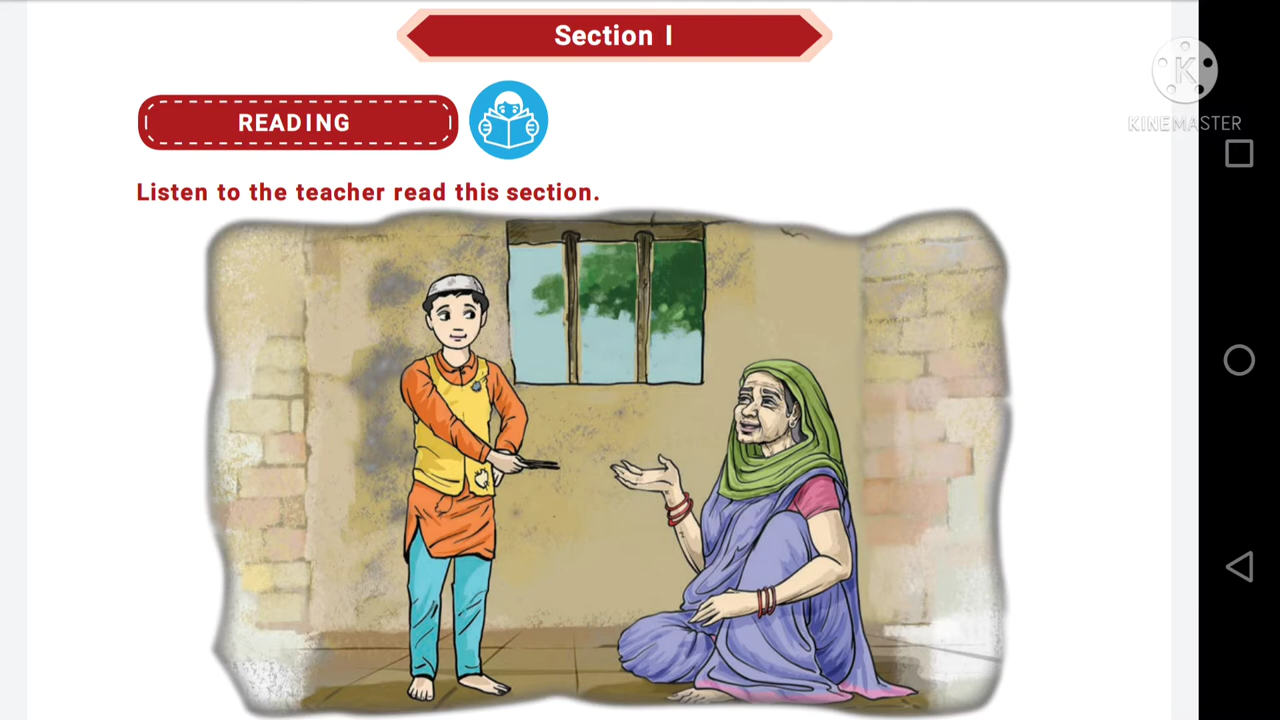 Section I
READING
K
KINEMASTER
Listen to the teacher read this section.